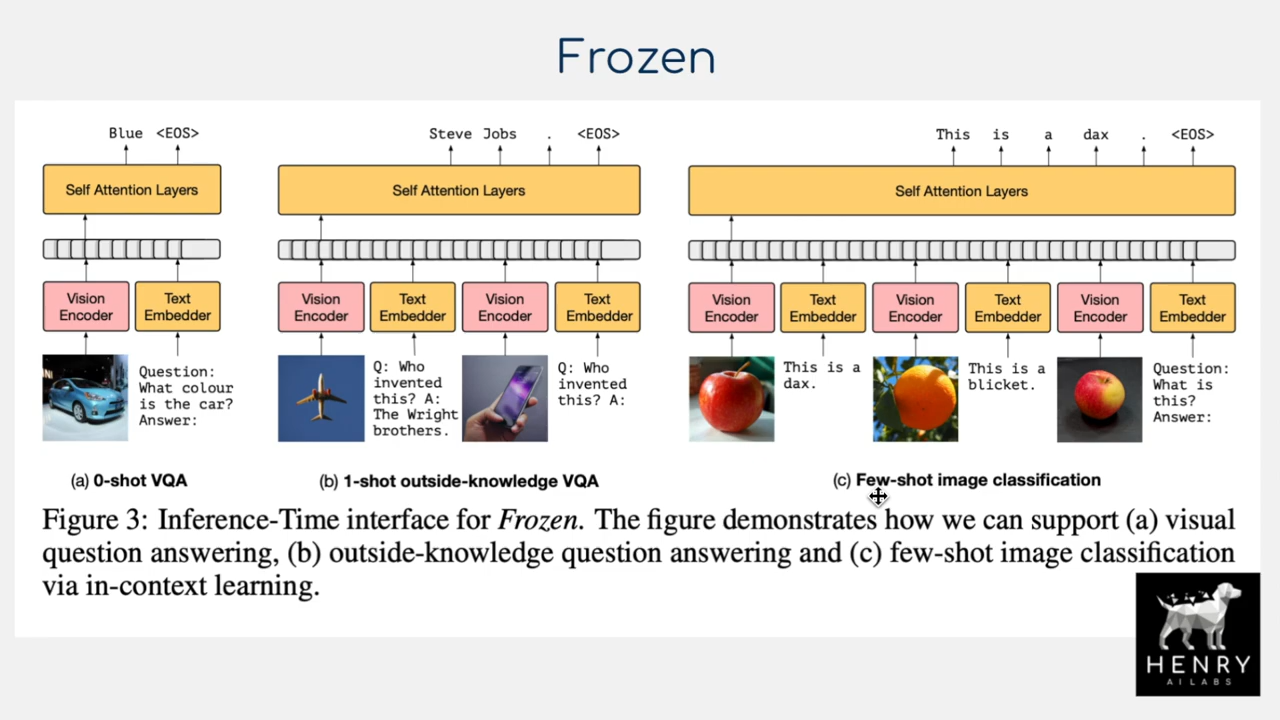 Frozen
Blue <EOS>
Self Attention Layers
Vision Encoder
Text Embedder
Question:
What colour
is the car?
Answer:
(a) 0-shot VQA
Steve Jobs . <EOS>
Self Attention Layers
Vision Encoder
Text Embedder
Vision Encoder
Text Embedder
Q: Who
invented
this? A:
The Wright
brothers.
Q: Who
invented
this? A:
(b) 1-shot outside-knowledge VQA
This is a dax . <EOS>
Self Attention Layers
Vision Encoder
Text Embedder
Vision Encoder
Text Embedder
Vision Encoder
Text Embedder
This is a
dax.
This is a
blicket.
Question:
What is
this?
Answer:
(c) Few-shot image classification
Figure 3: Inference-Time interface for Frozen. The figure demonstrates how we can support (a) visual
question answering, (b) outside-knowledge question answering and (c) few-shot image classification
via in-context learning.
HENRY
AI LABS